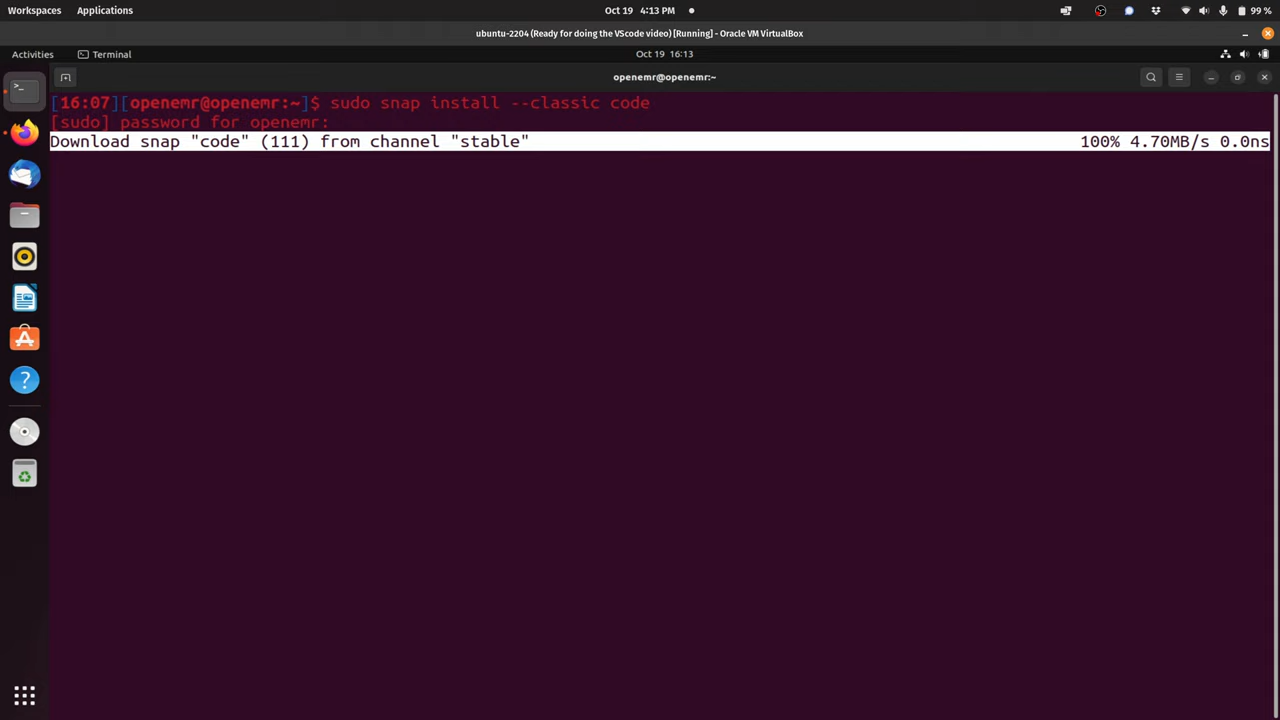 Workspaces Applications Oct 19 4:13 PM 99 %
ubuntu-2204 (Ready for doing the VScode video) [Running] - Oracle VM VirtualBox
Activities Terminal Oct 19 16:13
openemr@openemr:~
[16:07][openemr@openemr:~]$ sudo snap install --classic code
[sudo] password for openemr:
Download snap "code" (111) from channel "stable" 100% 4.70MB/s 0.0ns